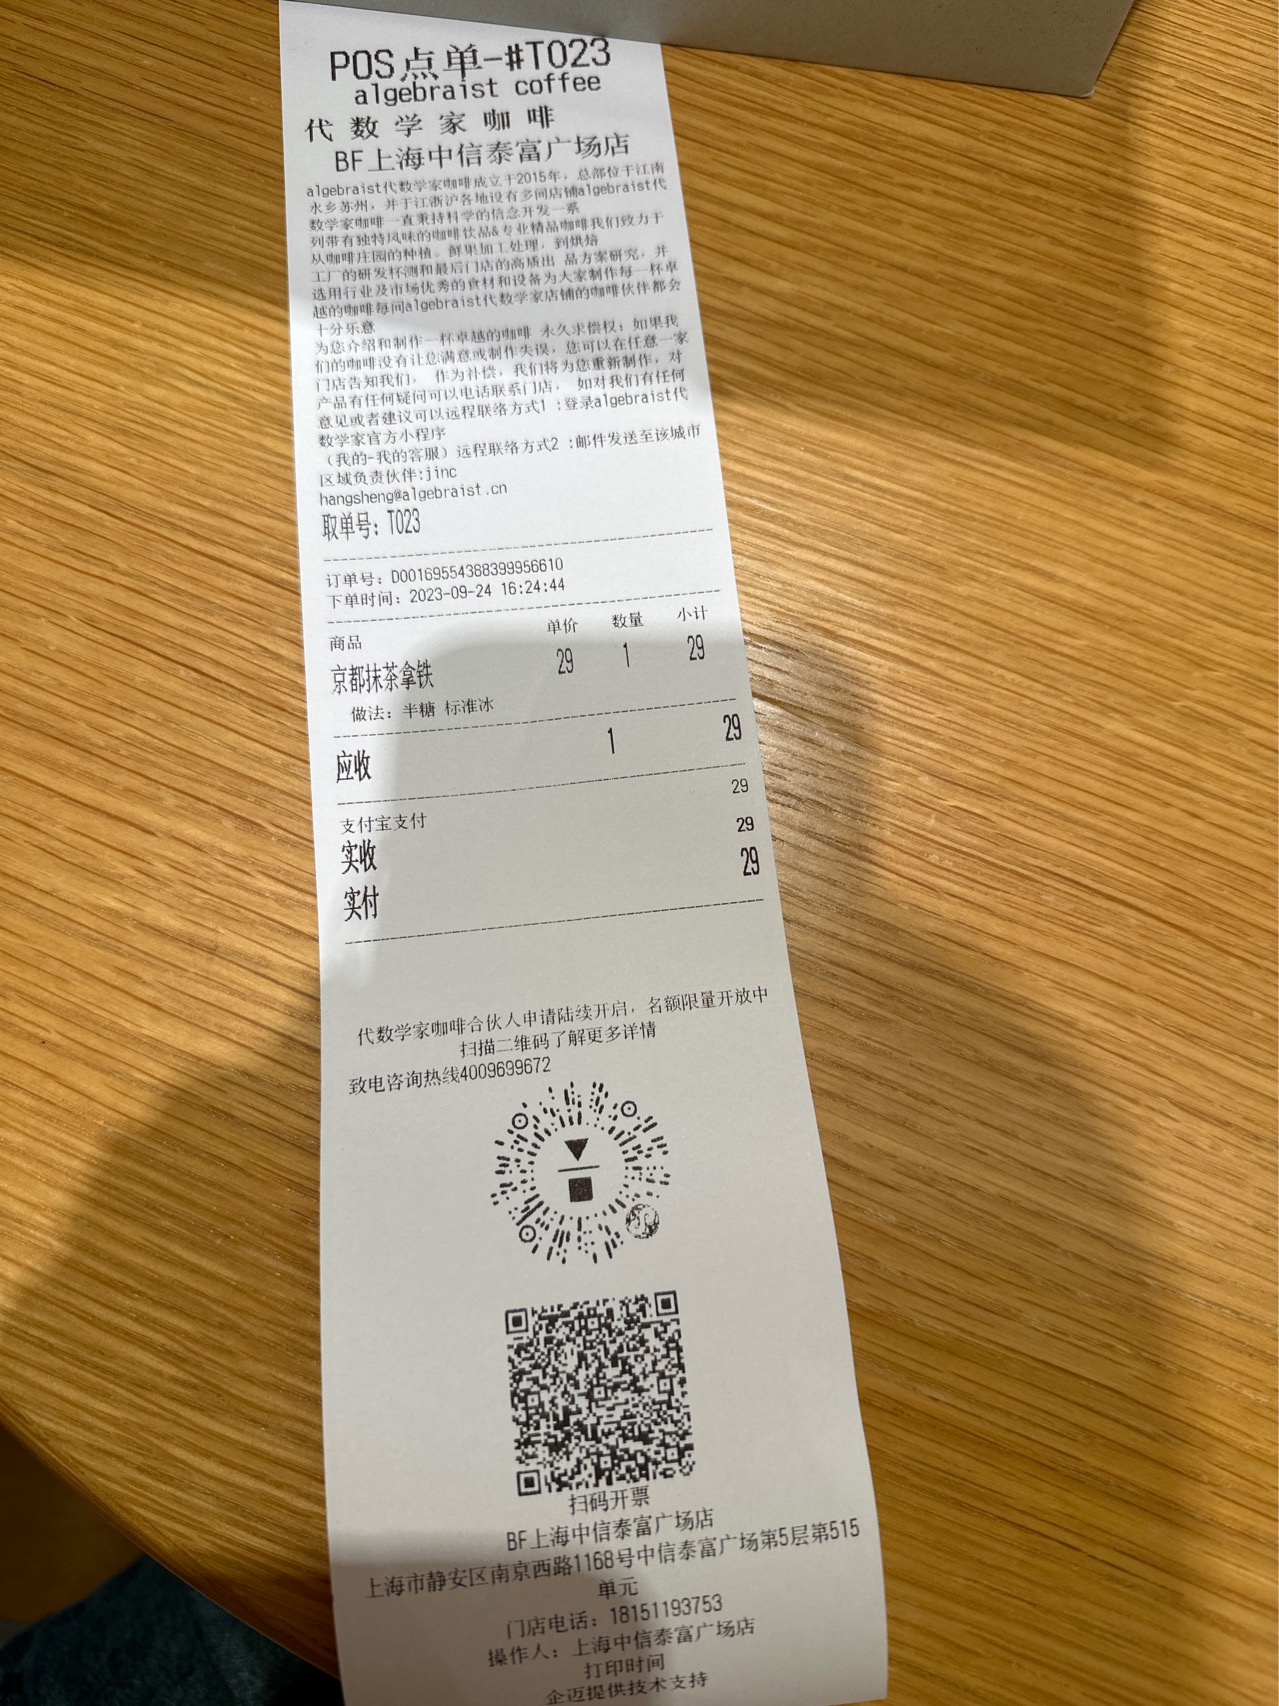 POS点单-#T023
algebraist coffee
代数学家咖啡
BF上海中信泰富广场店
algebraist代数学家咖啡成立于2015年，总部位于江南
水乡苏州，并于江浙沪各地设有多间店铺algebraist代
数学家咖啡一直秉持科学的信念开发一系
列带有独特风味的咖啡饮品&专业精品咖啡我们致力于
从咖啡庄园的种植。鲜果加工处理，到烘焙
工厂的研发杯测和最后门店的高质出 品方案研究，并
选用行业及市场优秀的食材和设备为大家制作每一杯卓
越的咖啡每间algebraist代数学家店铺的咖啡伙伴都会
十分乐意
为您介绍和制作一杯卓越的咖啡 永久求偿权：如果我
们的咖啡没有让您满意或制作失误，您可以在任意一家
门店告知我们， 作为补偿，我们将为您重新制作，对
产品有任何疑问可以电话联系门店， 如对我们有任何
意见或者建议可以远程联络方式1 :登录algebraist代
数学家官方小程序
（我的-我的客服）远程联络方式2 :邮件发送至该城市
区域负责伙伴:jinc
hangsheng@algebraist.cn
取单号：T023
订单号：D00169554388399956610
下单时间：2023-09-24 16:24:44
商品 单价 数量 小计
京都抹茶拿铁 29 1 29
做法：半糖 标准冰
应收 1 29
支付宝支付 29
实收 29
实付 29
代数学家咖啡合伙人申请陆续开启，名额限量开放中
扫描二维码了解更多详情
致电咨询热线4009699672
扫码开票
BF上海中信泰富广场店
上海市静安区南京西路1168号中信泰富广场第5层第515
单元
门店电话：18151193753
操作人：上海中信泰富广场店
打印时间
企迈提供技术支持